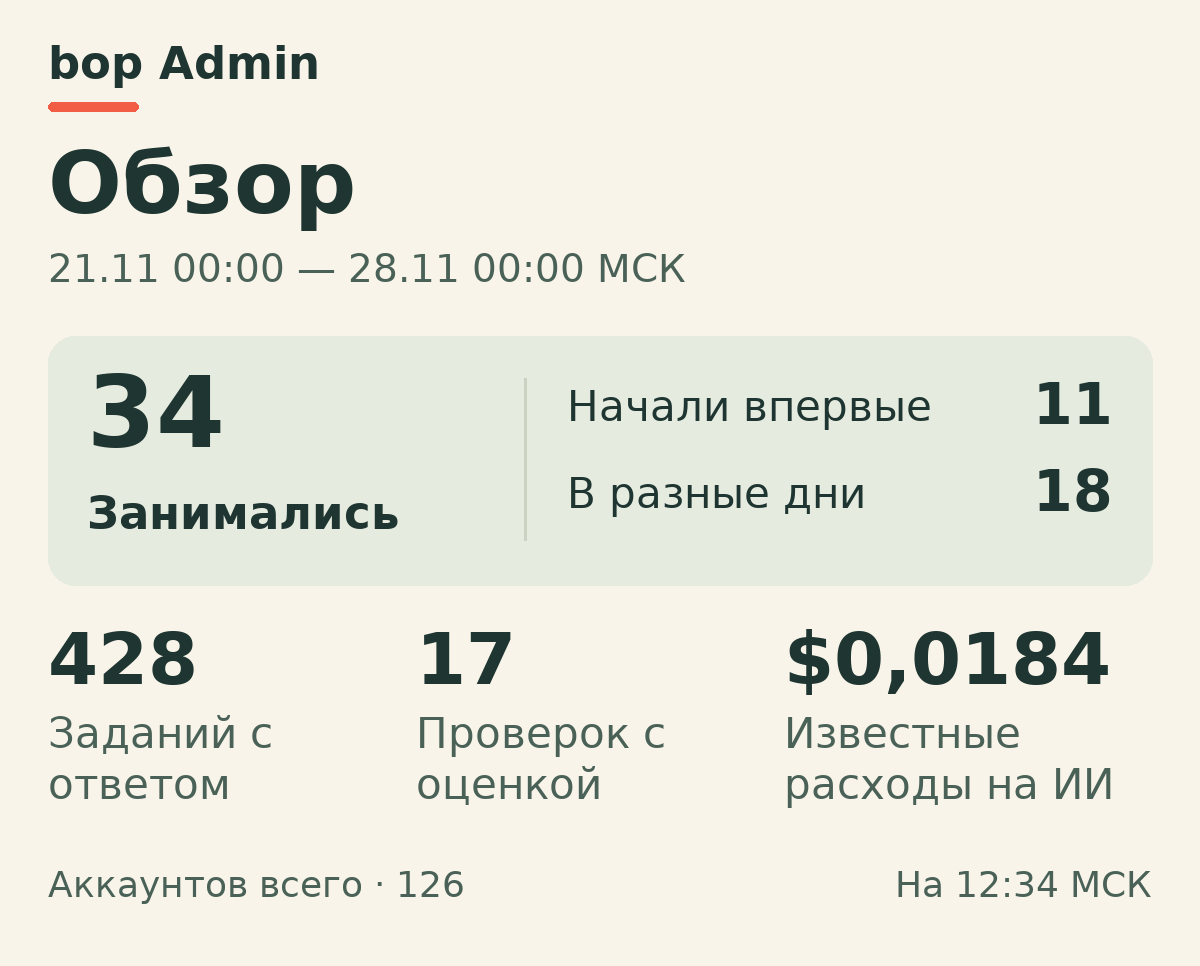 bop Admin
Обзор
21.11 00:00 — 28.11 00:00 МСК
34
Занимались
Начали впервые 11
В разные дни 18
428
Заданий с
ответом
17
Проверок с
оценкой
$0,0184
Известные
расходы на ИИ
Аккаунтов всего · 126
На 12:34 МСК